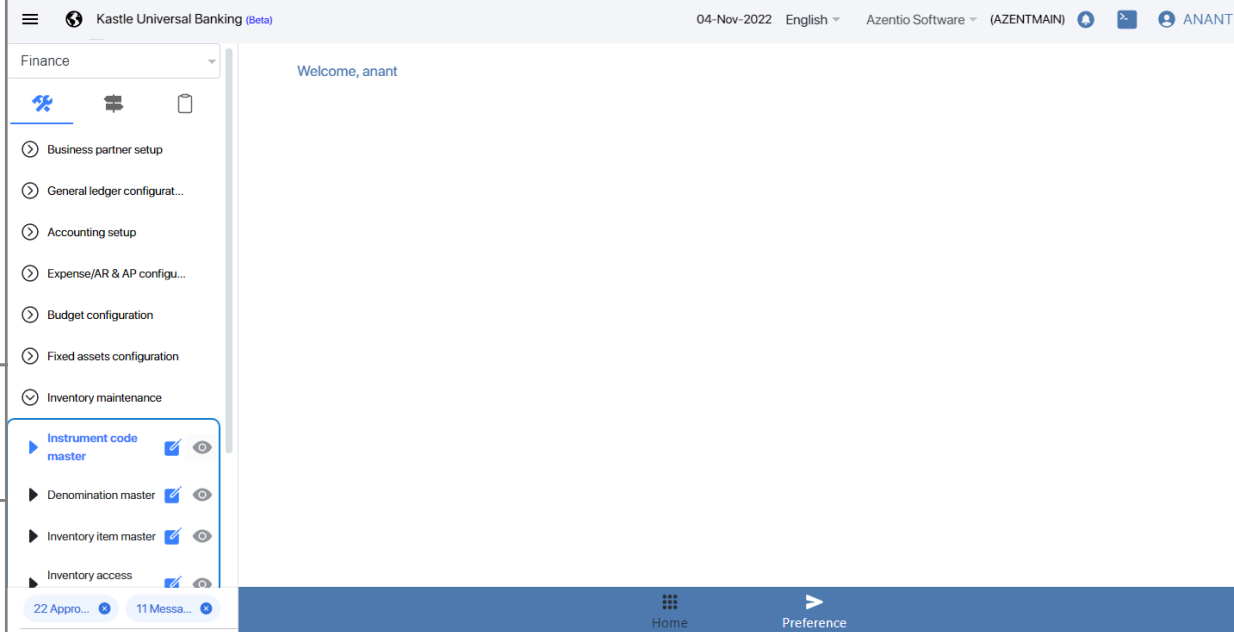 Kastle Universal Banking (Beta)
04-Nov-2022 English Azentio Software (AZENTMAIN) ANANT
Finance
Welcome, anant
Business partner setup
General ledger configurat...
Accounting setup
Expense/AR & AP configu...
Budget configuration
Fixed assets configuration
Inventory maintenance
Instrument code
master
Denomination master
Inventory item master
Inventory access
22 Appro... 11 Messa...
Home Preference